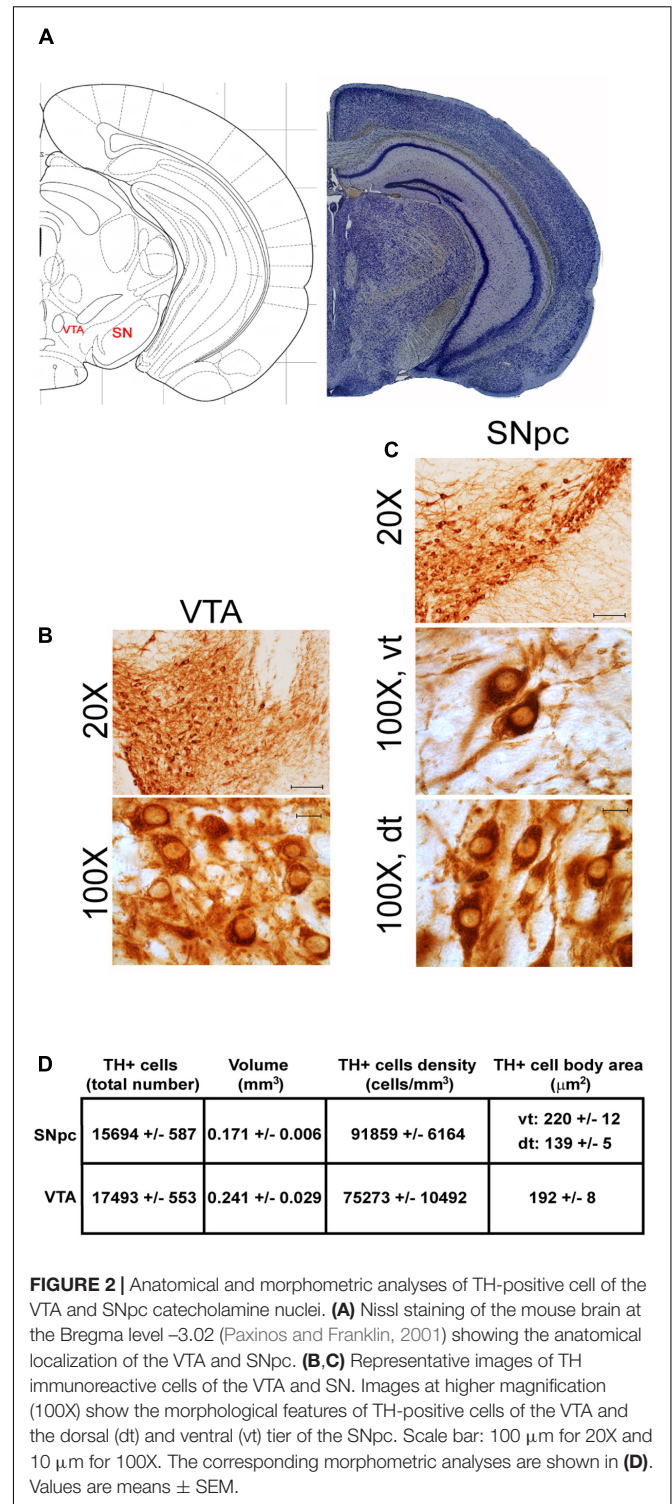 A
VTA
SN
SNpc
C
20X
100X, vt
100X, dt
VTA
B
20X
100X
D
TH+ cells (total number) Volume (mm³) TH+ cells density (cells/mm³) TH+ cell body area (μm²)
SNpc 15694 +/- 587 0.171 +/- 0.006 91859 +/- 6164 vt: 220 +/- 12 dt: 139 +/- 5
VTA 17493 +/- 553 0.241 +/- 0.029 75273 +/- 10492 192 +/- 8
FIGURE 2 | Anatomical and morphometric analyses of TH-positive cell of the
VTA and SNpc catecholamine nuclei. (A) Nissl staining of the mouse brain at
the Bregma level –3.02 (Paxinos and Franklin, 2001) showing the anatomical
localization of the VTA and SNpc. (B,C) Representative images of TH
immunoreactive cells of the VTA and SN. Images at higher magnification
(100X) show the morphological features of TH-positive cells of the VTA and
the dorsal (dt) and ventral (vt) tier of the SNpc. Scale bar: 100 μm for 20X and
10 μm for 100X. The corresponding morphometric analyses are shown in (D).
Values are means ± SEM.